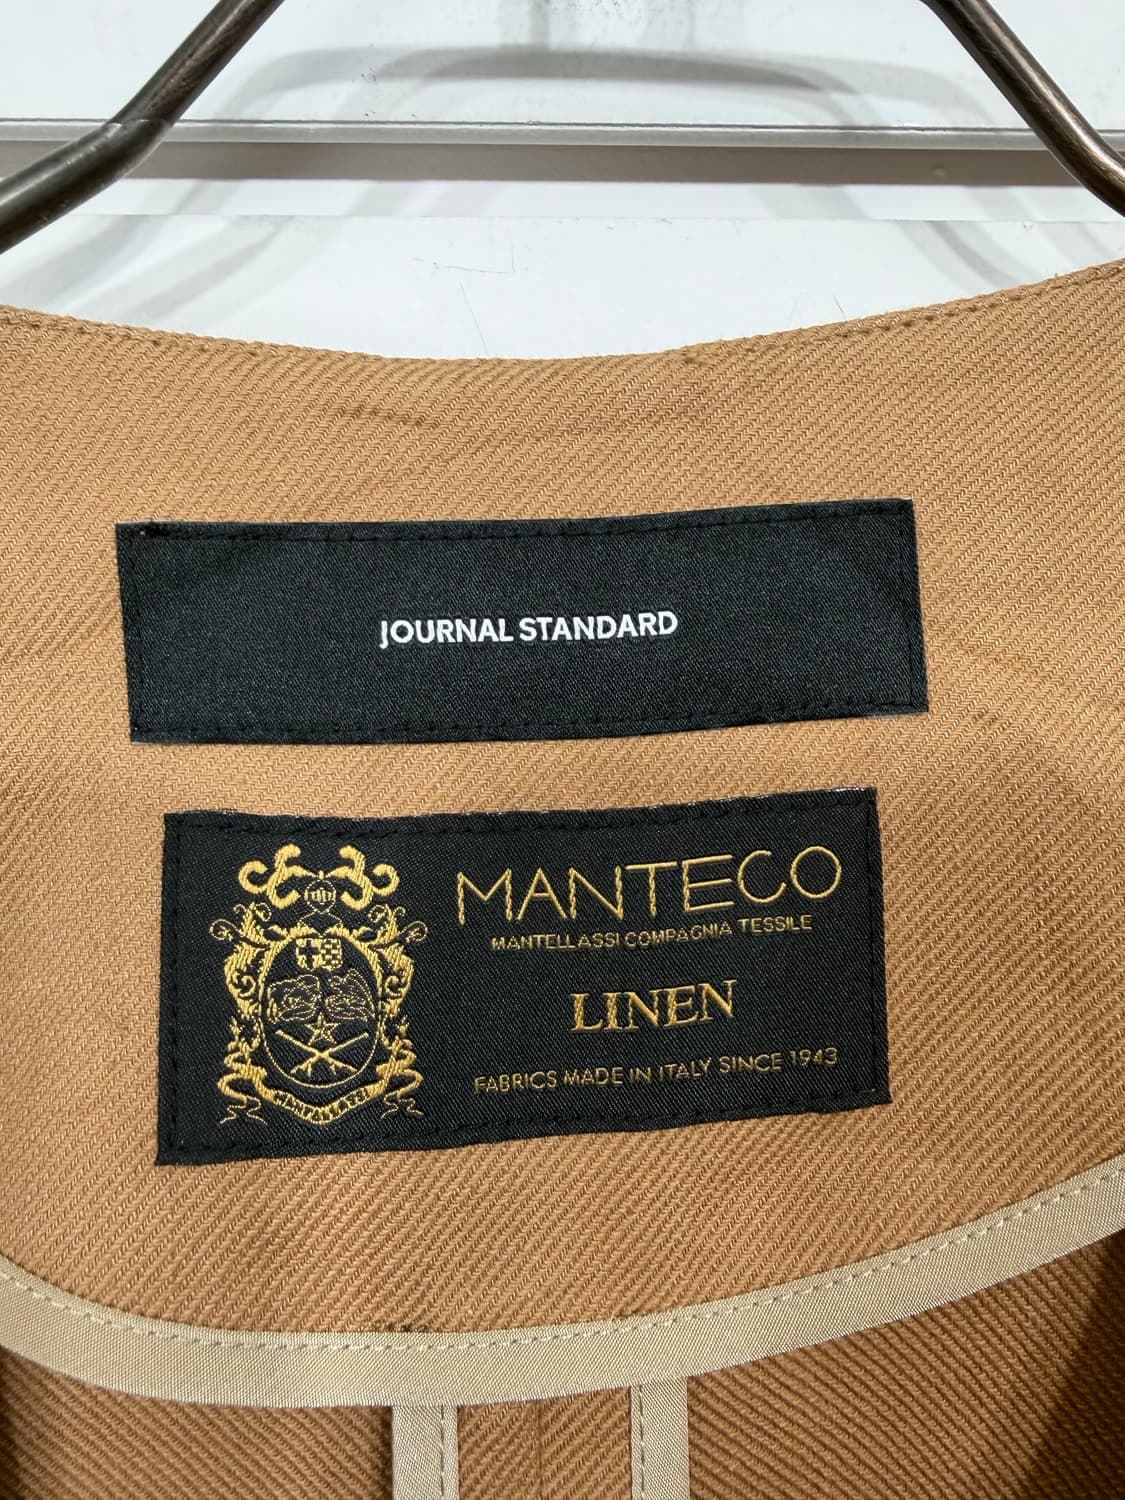 JOURNAL STANDARD
MANTECO
MANTELLASSI COMPAGNIA TESSILE
LINEN
FABRICS MADE IN ITALY SINCE 1943